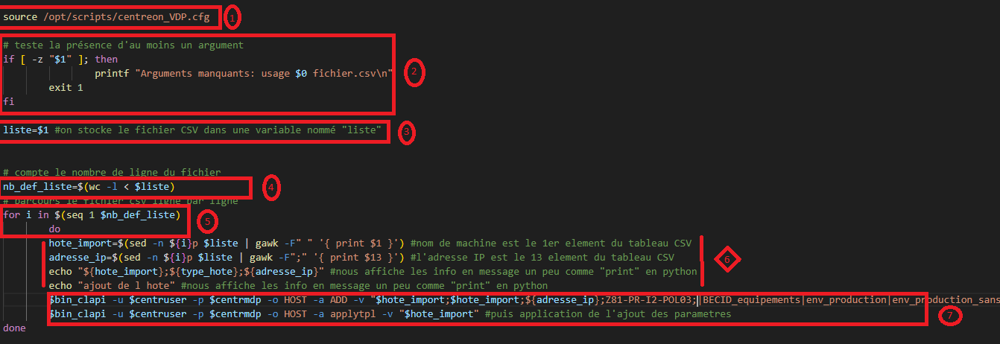 source /opt/scripts/centreon_VDP.cfg
1
# teste la présence d'au moins un argument
if [ -z "$1" ]; then
printf "Arguments manquants: usage $0 fichier.csv\n"
exit 1
fi
2
liste=$1 #on stocke le fichier CSV dans une variable nommé "liste"
3
# compte le nombre de ligne du fichier
nb_def_liste=$(wc -l < $liste)
4
# parcours le fichier csv ligne par ligne
for i in $(seq 1 $nb_def_liste)
5
do
hote_import=$(sed -n ${i}p $liste | gawk -F" " '{ print $1 }') #nom de machine est le 1er element du tableau CSV
adresse_ip=$(sed -n ${i}p $liste | gawk -F";" '{ print $13 }') #l'adresse IP est le 13 element du tableau CSV
echo "${hote_import};${type_hote};${adresse_ip}" #nous affiche les info en message un peu comme "print" en python
echo "ajout de l hote" #nous affiche les info en message un peu comme "print" en python
6
$bin_clapi -u $centruser -p $centrmdp -o HOST -a ADD -v "$hote_import;$hote_import;${adresse_ip};Z81-PR-I2-POL03;|BECID_equipements|env_production|env_production_sans
$bin_clapi -u $centruser -p $centrmdp -o HOST -a applytpl -v "$hote_import" #puis application de l'ajout des parametres
7
done